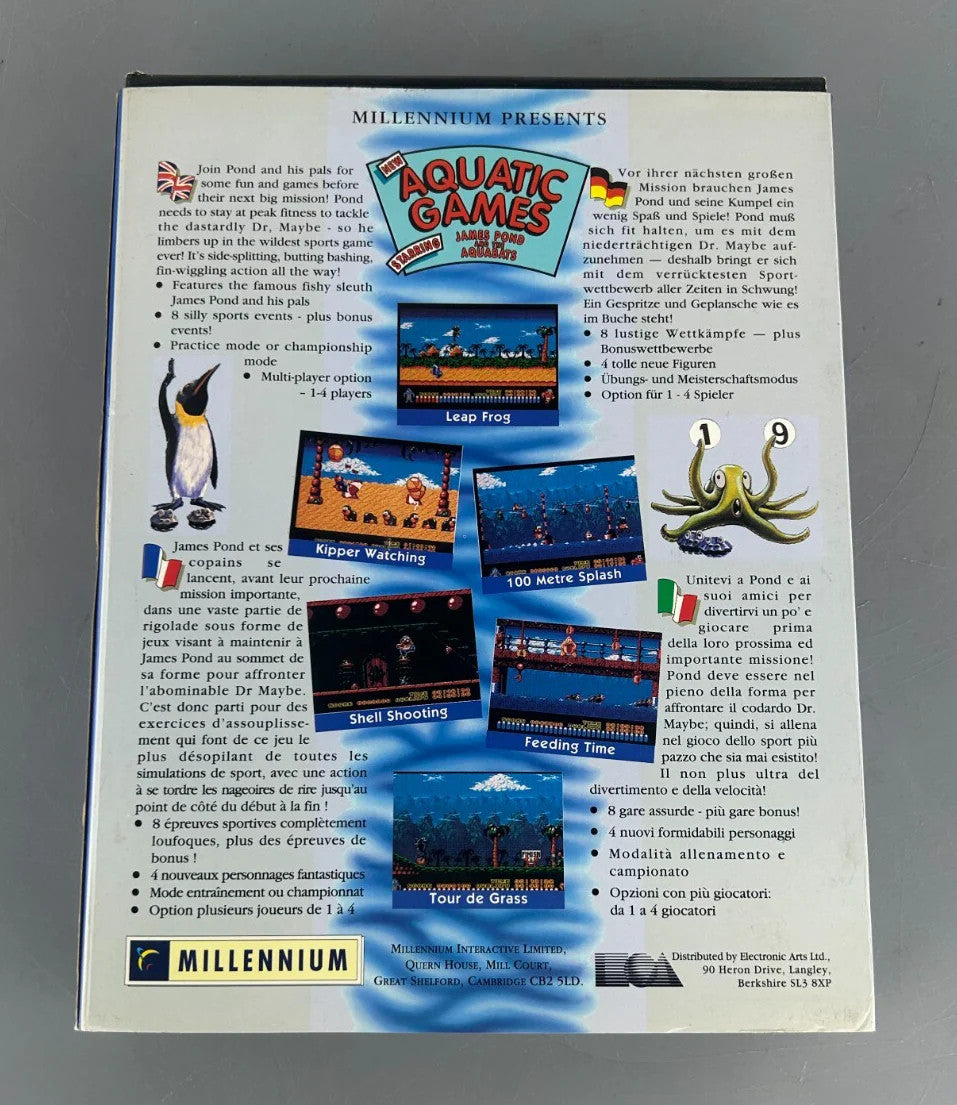 MILLENNIUM PRESENTS
NEW
AQUATIC
GAMES
STARRING
JAMES POND
AND THE
AQUABATS
Join Pond and his pals for
some fun and games before
their next big mission! Pond
needs to stay at peak fitness to tackle
the dastardly Dr, Maybe - so he
limbers up in the wildest sports game
ever! It's side-splitting, butting bashing,
fin-wiggling action all the way!
• Features the famous fishy sleuth
James Pond and his pals
• 8 silly sports events - plus bonus
events!
• Practice mode or championship
mode
• Multi-player option
- 1-4 players
Vor ihrer nächsten großen
Mission brauchen James
Pond und seine Kumpel ein
wenig Spaß und Spiele! Pond muß
sich fit halten, um es mit dem
niederträchtigen Dr. Maybe auf-
zunehmen — deshalb bringt er sich
mit dem verrücktesten Sport-
wettbewerb aller Zeiten in Schwung!
Ein Gespritze und Geplansche wie es
im Buche steht!
• 8 lustige Wettkämpfe — plus
Bonuswettbewerbe
• 4 tolle neue Figuren
• Übungs- und Meisterschaftsmodus
• Option für 1 - 4 Spieler
Leap Frog
1 9
Kipper Watching
100 Metre Splash
Shell Shooting
Feeding Time
FINISH
Tour de Grass
James Pond et ses
copains se
lancent, avant leur prochaine
mission importante,
dans une vaste partie de
rigolade sous forme de
jeux visant à maintenir à
James Pond au sommet de
sa forme pour affronter
l'abominable Dr Maybe.
C'est donc parti pour des
exercices d'assouplisse-
ment qui font de ce jeu le
plus désopilant de toutes les
simulations de sport, avec une action
à se tordre les nageoires de rire jusqu'au
point de côté du début à la fin !
• 8 épreuves sportives complètement
loufoques, plus des épreuves de
bonus !
• 4 nouveaux personnages fantastiques
• Mode entraînement ou championnat
• Option plusieurs joueurs de 1 à 4
Unitevi a Pond e ai
suoi amici per
divertirvi un po' e
giocare prima
della loro prossima ed
importante missione!
Pond deve essere nel
pieno della forma per
affrontare il codardo Dr.
Maybe; quindi, si allena
nel gioco dello sport più
pazzo che sia mai esistito!
Il non plus ultra del
divertimento e della velocità!
• 8 gare assurde - più gare bonus!
• 4 nuovi formidabili personaggi
• Modalità allenamento e
campionato
• Opzioni con più giocatori:
da 1 a 4 giocatori
MILLENNIUM
MILLENNIUM INTERACTIVE LIMITED,
QUERN HOUSE, MILL COURT,
GREAT SHELFORD, CAMBRIDGE CB2 5LD.
ECA
Distributed by Electronic Arts Ltd.,
90 Heron Drive, Langley,
Berkshire SL3 8XP